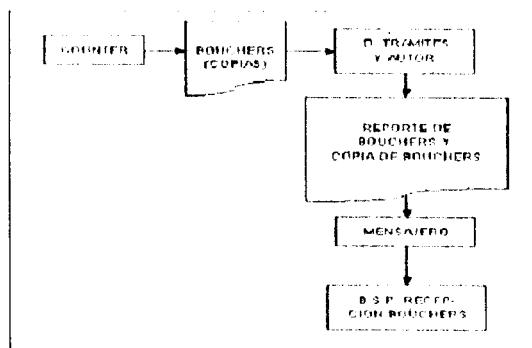 COUNTER
BOUCHERS
(COPIAS)
D. TRAMITES
Y AUTOR
REPORTE DE
BOUCHERS Y
COPIA DE BOUCHERS
MENSAJERO
B.S.P. RECEP-
CION BOUCHERS